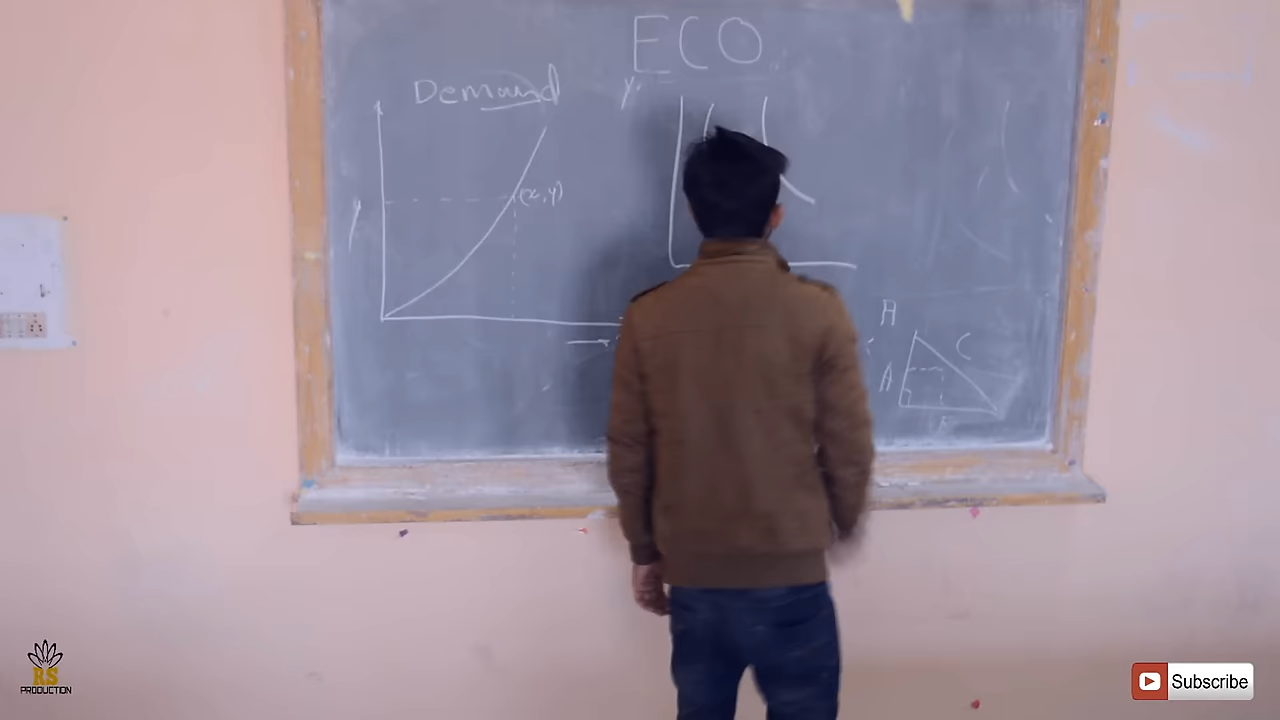 ECO
Demand
Y
y
(x,y)
A
C
A
RS
PRODUCTION
Subscribe